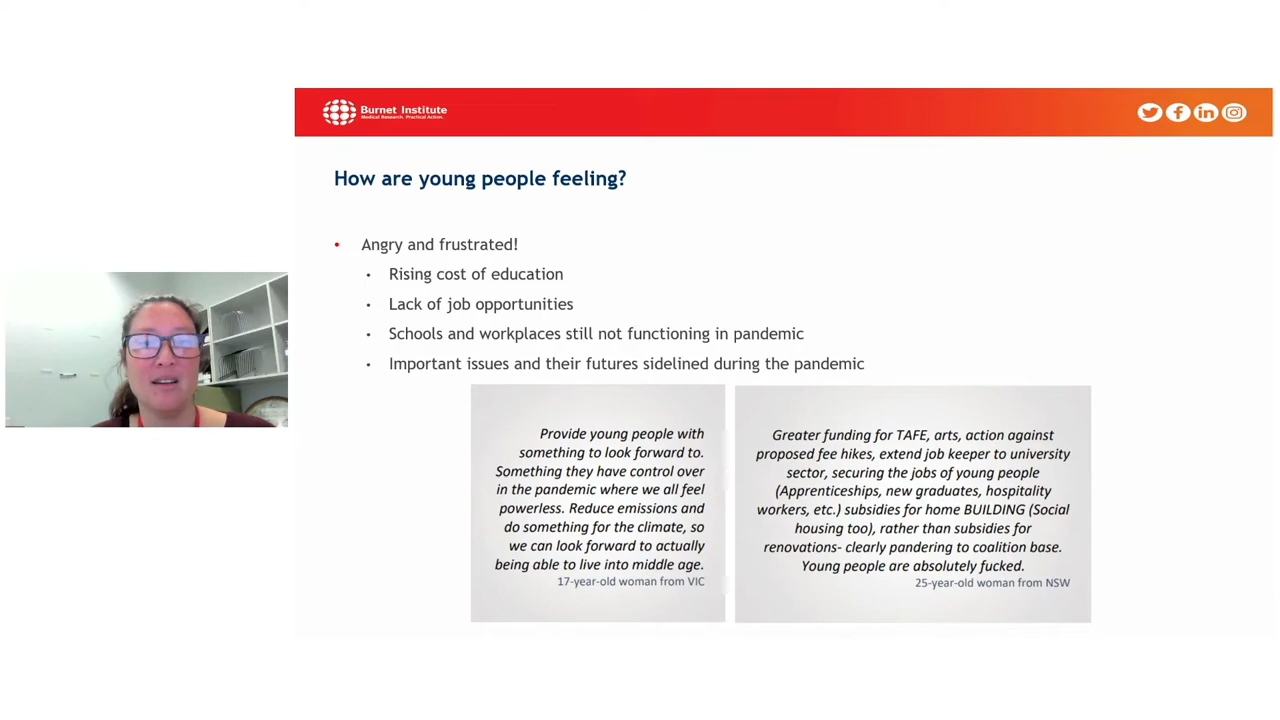 Burnet Institute
Medical Research. Practical Action.
How are young people feeling?
• Angry and frustrated!
• Rising cost of education
• Lack of job opportunities
• Schools and workplaces still not functioning in pandemic
• Important issues and their futures sidelined during the pandemic
Provide young people with
something to look forward to.
Something they have control over
in the pandemic where we all feel
powerless. Reduce emissions and
do something for the climate, so
we can look forward to actually
being able to live into middle age.
17-year-old woman from VIC
Greater funding for TAFE, arts, action against
proposed fee hikes, extend job keeper to university
sector, securing the jobs of young people
(Apprenticeships, new graduates, hospitality
workers, etc.) subsidies for home BUILDING (Social
housing too), rather than subsidies for
renovations- clearly pandering to coalition base.
Young people are absolutely fucked.
25-year-old woman from NSW